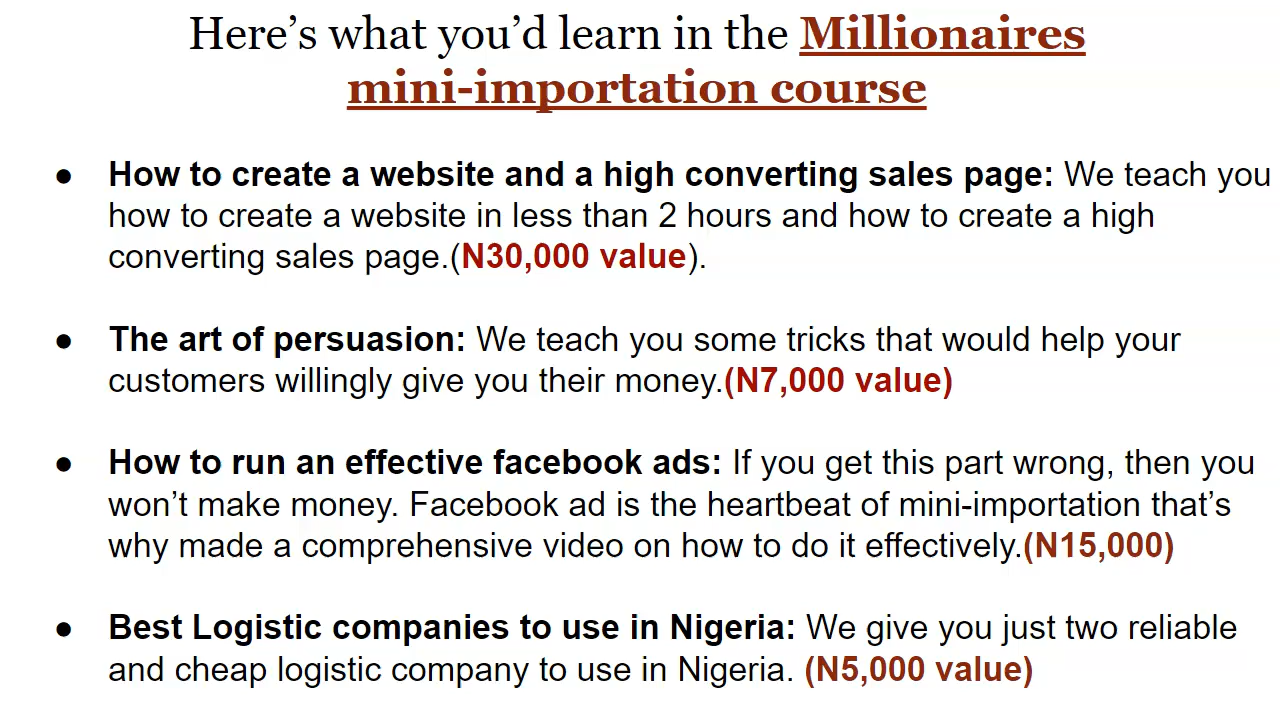 Here’s what you’d learn in the Millionaires
mini-importation course
● How to create a website and a high converting sales page: We teach you
how to create a website in less than 2 hours and how to create a high
converting sales page.(N30,000 value).
● The art of persuasion: We teach you some tricks that would help your
customers willingly give you their money.(N7,000 value)
● How to run an effective facebook ads: If you get this part wrong, then you
won’t make money. Facebook ad is the heartbeat of mini-importation that’s
why made a comprehensive video on how to do it effectively.(N15,000)
● Best Logistic companies to use in Nigeria: We give you just two reliable
and cheap logistic company to use in Nigeria. (N5,000 value)